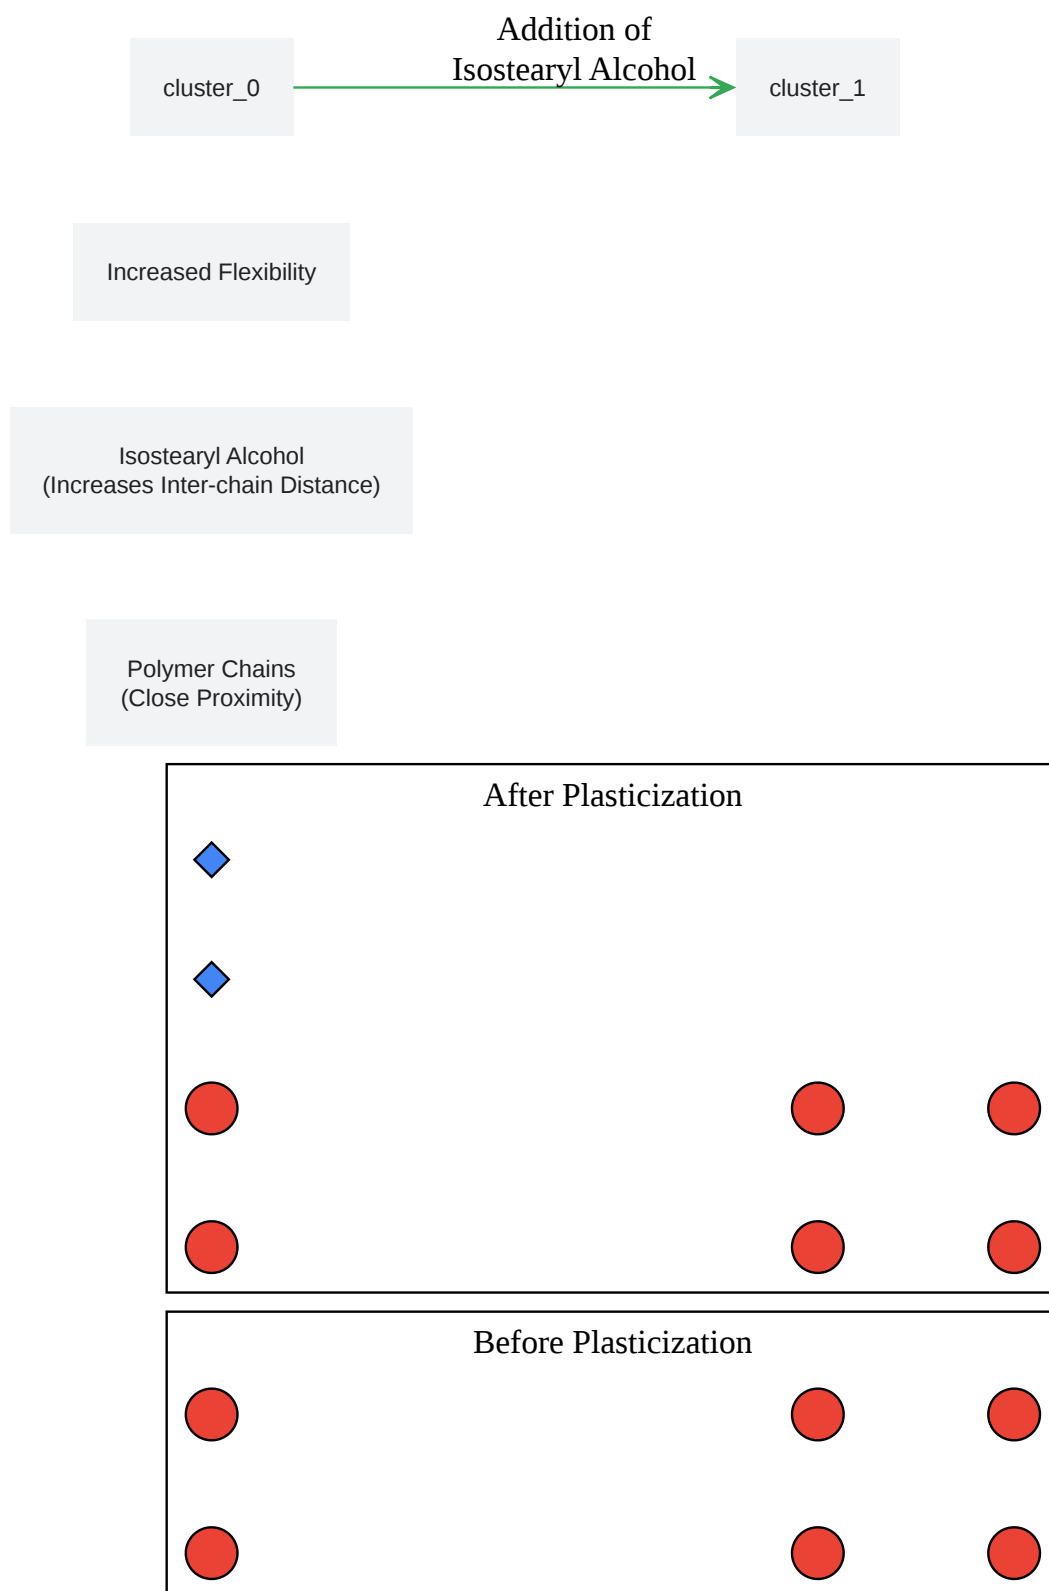 Addition of
Isostearyl Alcohol
cluster_0
cluster_1
Increased Flexibility
Isostearyl Alcohol
(Increases Inter-chain Distance)
Polymer Chains
(Close Proximity)
After Plasticization
Before Plasticization